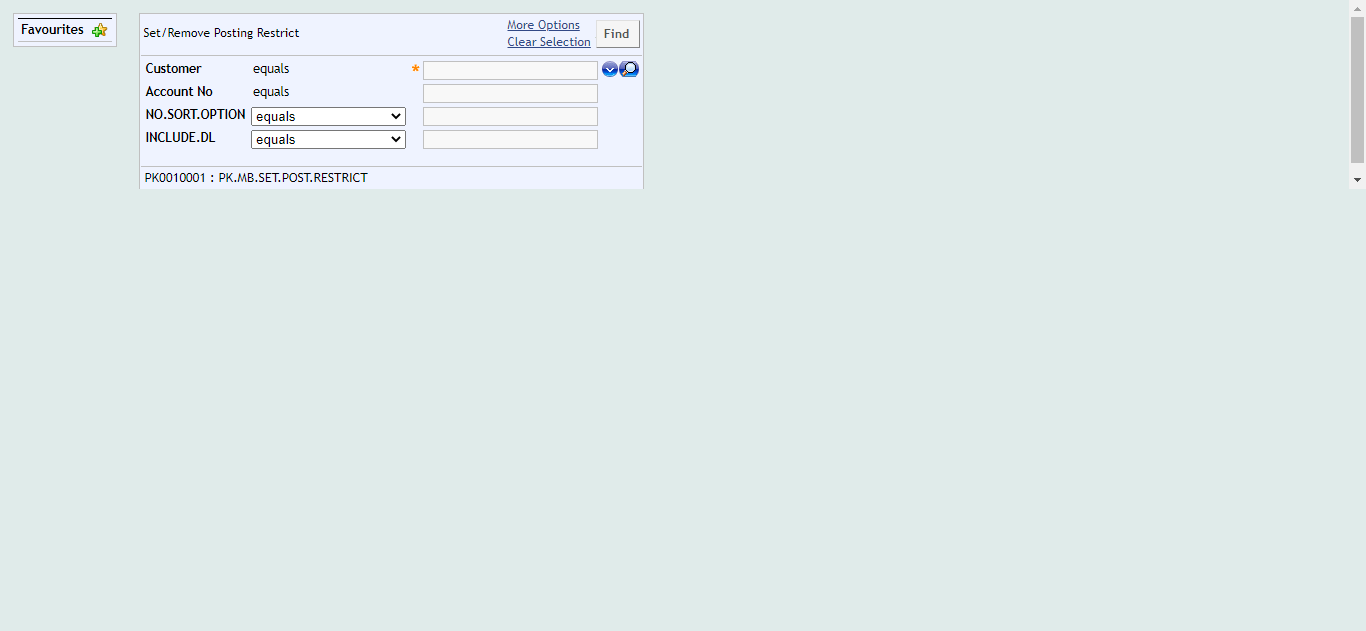 Favourites
Set/Remove Posting Restrict
More Options
Clear Selection
Find
Customer equals *
Account No equals
NO.SORT.OPTION equals
INCLUDE.DL equals
PK0010001 : PK.MB.SET.POST.RESTRICT